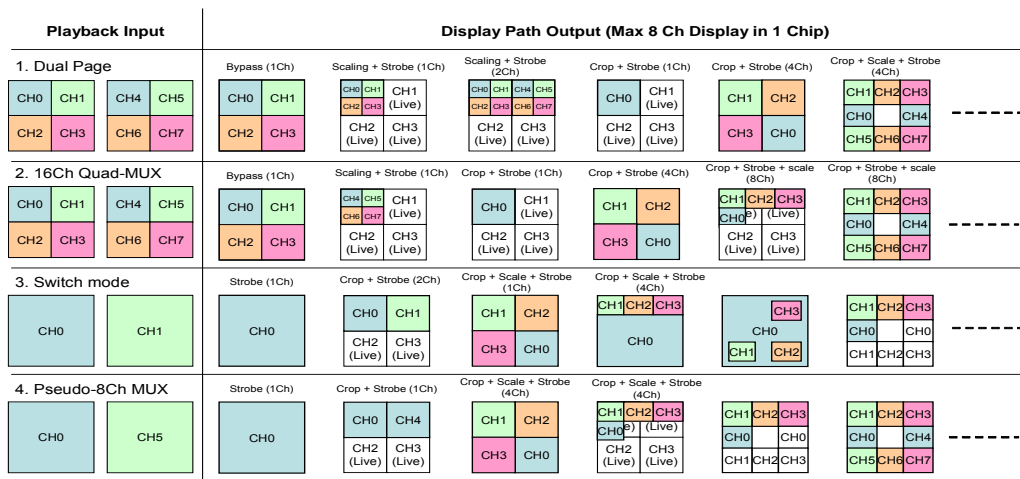 Playback Input
Display Path Output (Max 8 Ch Display in 1 Chip)
1. Dual Page
CH0 CH1
CH2 CH3
CH4 CH5
CH6 CH7
Bypass (1Ch)
CH0 CH1
CH2 CH3
Scaling + Strobe (1Ch)
CH0 CH1
CH2 CH3
CH1
(Live)
CH2
(Live)
CH3
(Live)
Scaling + Strobe
(2Ch)
CH0 CH1 CH4 CH5
CH2 CH3 CH6 CH7
CH2
(Live)
CH3
(Live)
Crop + Strobe (1Ch)
CH0
CH1
(Live)
CH2
(Live)
CH3
(Live)
Crop + Strobe (4Ch)
CH1 CH2
CH3 CH0
Crop + Scale + Strobe
(4Ch)
CH1 CH2 CH3
CH0 CH4
CH5 CH6 CH7
2. 16Ch Quad-MUX
CH0 CH1
CH2 CH3
CH4 CH5
CH6 CH7
Bypass (1Ch)
CH0 CH1
CH2 CH3
Scaling + Strobe (1Ch)
CH4 CH5
CH6 CH7
CH1
(Live)
CH2
(Live)
CH3
(Live)
Crop + Strobe (1Ch)
CH0
CH1
(Live)
CH2
(Live)
CH3
(Live)
Crop + Strobe (4Ch)
CH1 CH2
CH3 CH0
Crop + Strobe + scale
(8Ch)
CH1 CH2 CH3
CH0 e) (Live)
CH2
(Live)
CH3
(Live)
Crop + Strobe + scale
(8Ch)
CH1 CH2 CH3
CH0 CH4
CH5 CH6 CH7
3. Switch mode
CH0
CH1
Strobe (1Ch)
CH0
Crop + Strobe (2Ch)
CH0 CH1
CH2
(Live)
CH3
(Live)
Crop + Scale + Strobe
(1Ch)
CH1 CH2
CH3 CH0
Crop + Scale + Strobe
(4Ch)
CH1 CH2 CH3
CH0
CH3
CH0
CH1 CH2
CH1 CH2 CH3
CH0 CH0
CH1 CH2 CH3
4. Pseudo-8Ch MUX
CH0
CH5
Strobe (1Ch)
CH0
Crop + Strobe (1Ch)
CH0 CH4
CH2
(Live)
CH3
(Live)
Crop + Scale + Strobe
(4Ch)
CH1 CH2
CH3 CH0
Crop + Scale + Strobe
(4Ch)
CH1 CH2 CH3
CH0 e) (Live)
CH2
(Live)
CH3
(Live)
CH1 CH2 CH3
CH0 CH0
CH1 CH2 CH3
CH1 CH2 CH3
CH0 CH4
CH5 CH6 CH7